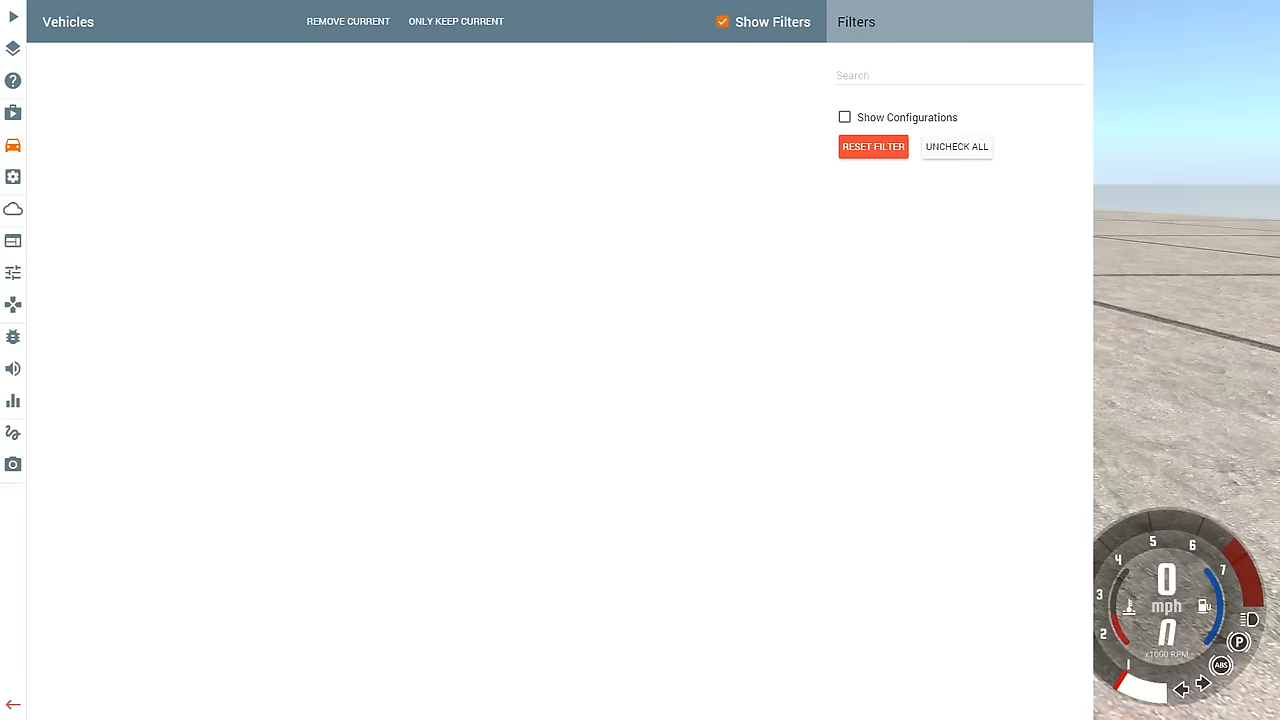 Vehicles
REMOVE CURRENT
ONLY KEEP CURRENT
Show Filters
Filters
Search
Show Configurations
RESET FILTER
UNCHECK ALL
1
2
3
4
5
6
7
0
mph
n
x1000 RPM
P
ABS